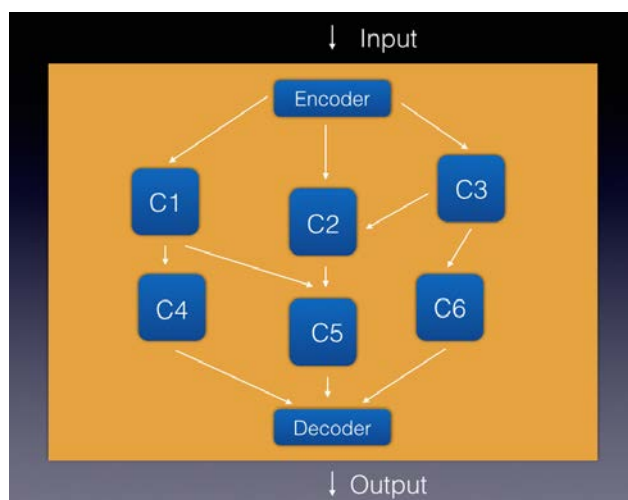 Input
Encoder
C1
C2
C3
C4
C5
C6
Decoder
Output